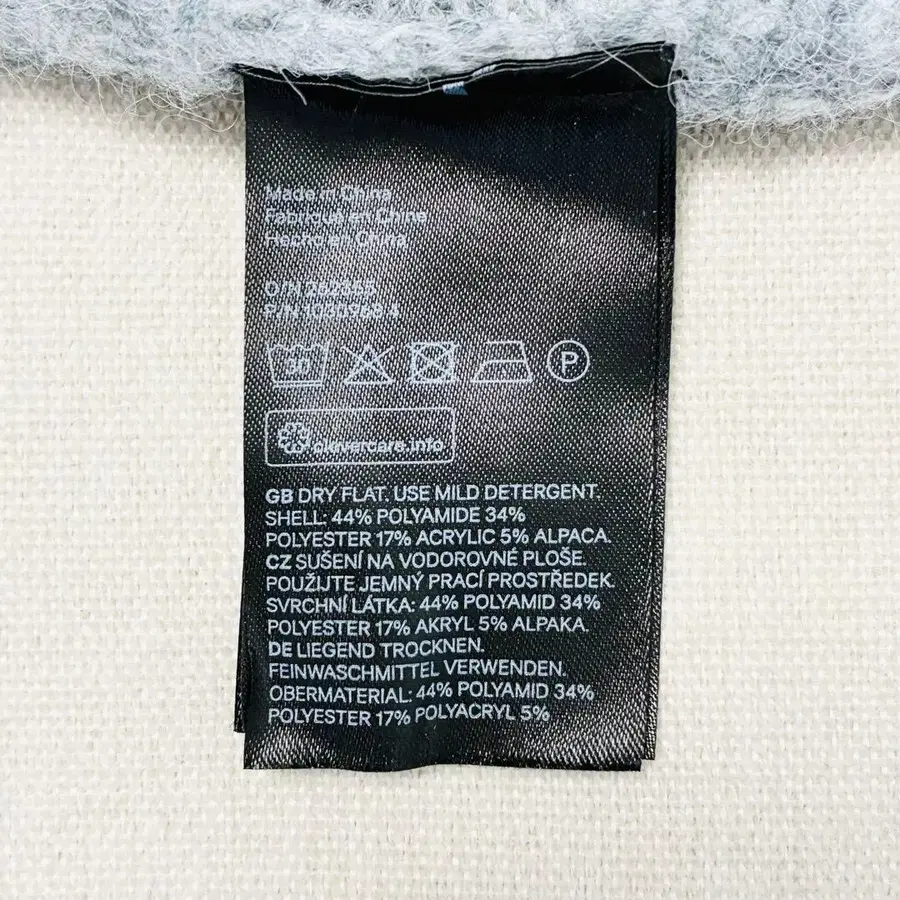 Made in China
Fabriqué en Chine
Hecho en China
O/N
P/N
30
P
clevercare.info
GB DRY FLAT. USE MILD DETERGENT.
SHELL: 44% POLYAMIDE 34%
POLYESTER 17% ACRYLIC 5% ALPACA.
CZ SUŠENÍ NA VODOROVNÉ PLOŠE.
POUŽIJTE JEMNÝ PRACÍ PROSTŘEDEK.
SVRCHNÍ LÁTKA: 44% POLYAMID 34%
POLYESTER 17% AKRYL 5% ALPAKA.
DE LIEGEND TROCKNEN.
FEINWASCHMITTEL VERWENDEN.
OBERMATERIAL: 44% POLYAMID 34%
POLYESTER 17% POLYACRYL 5%